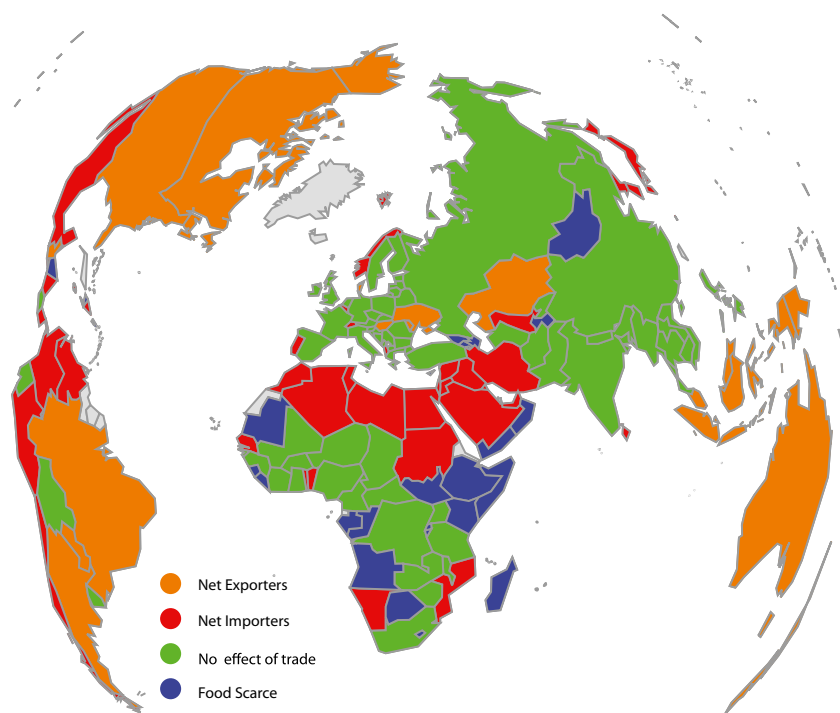 Net Exporters
Net Importers
No effect of trade
Food Scarce